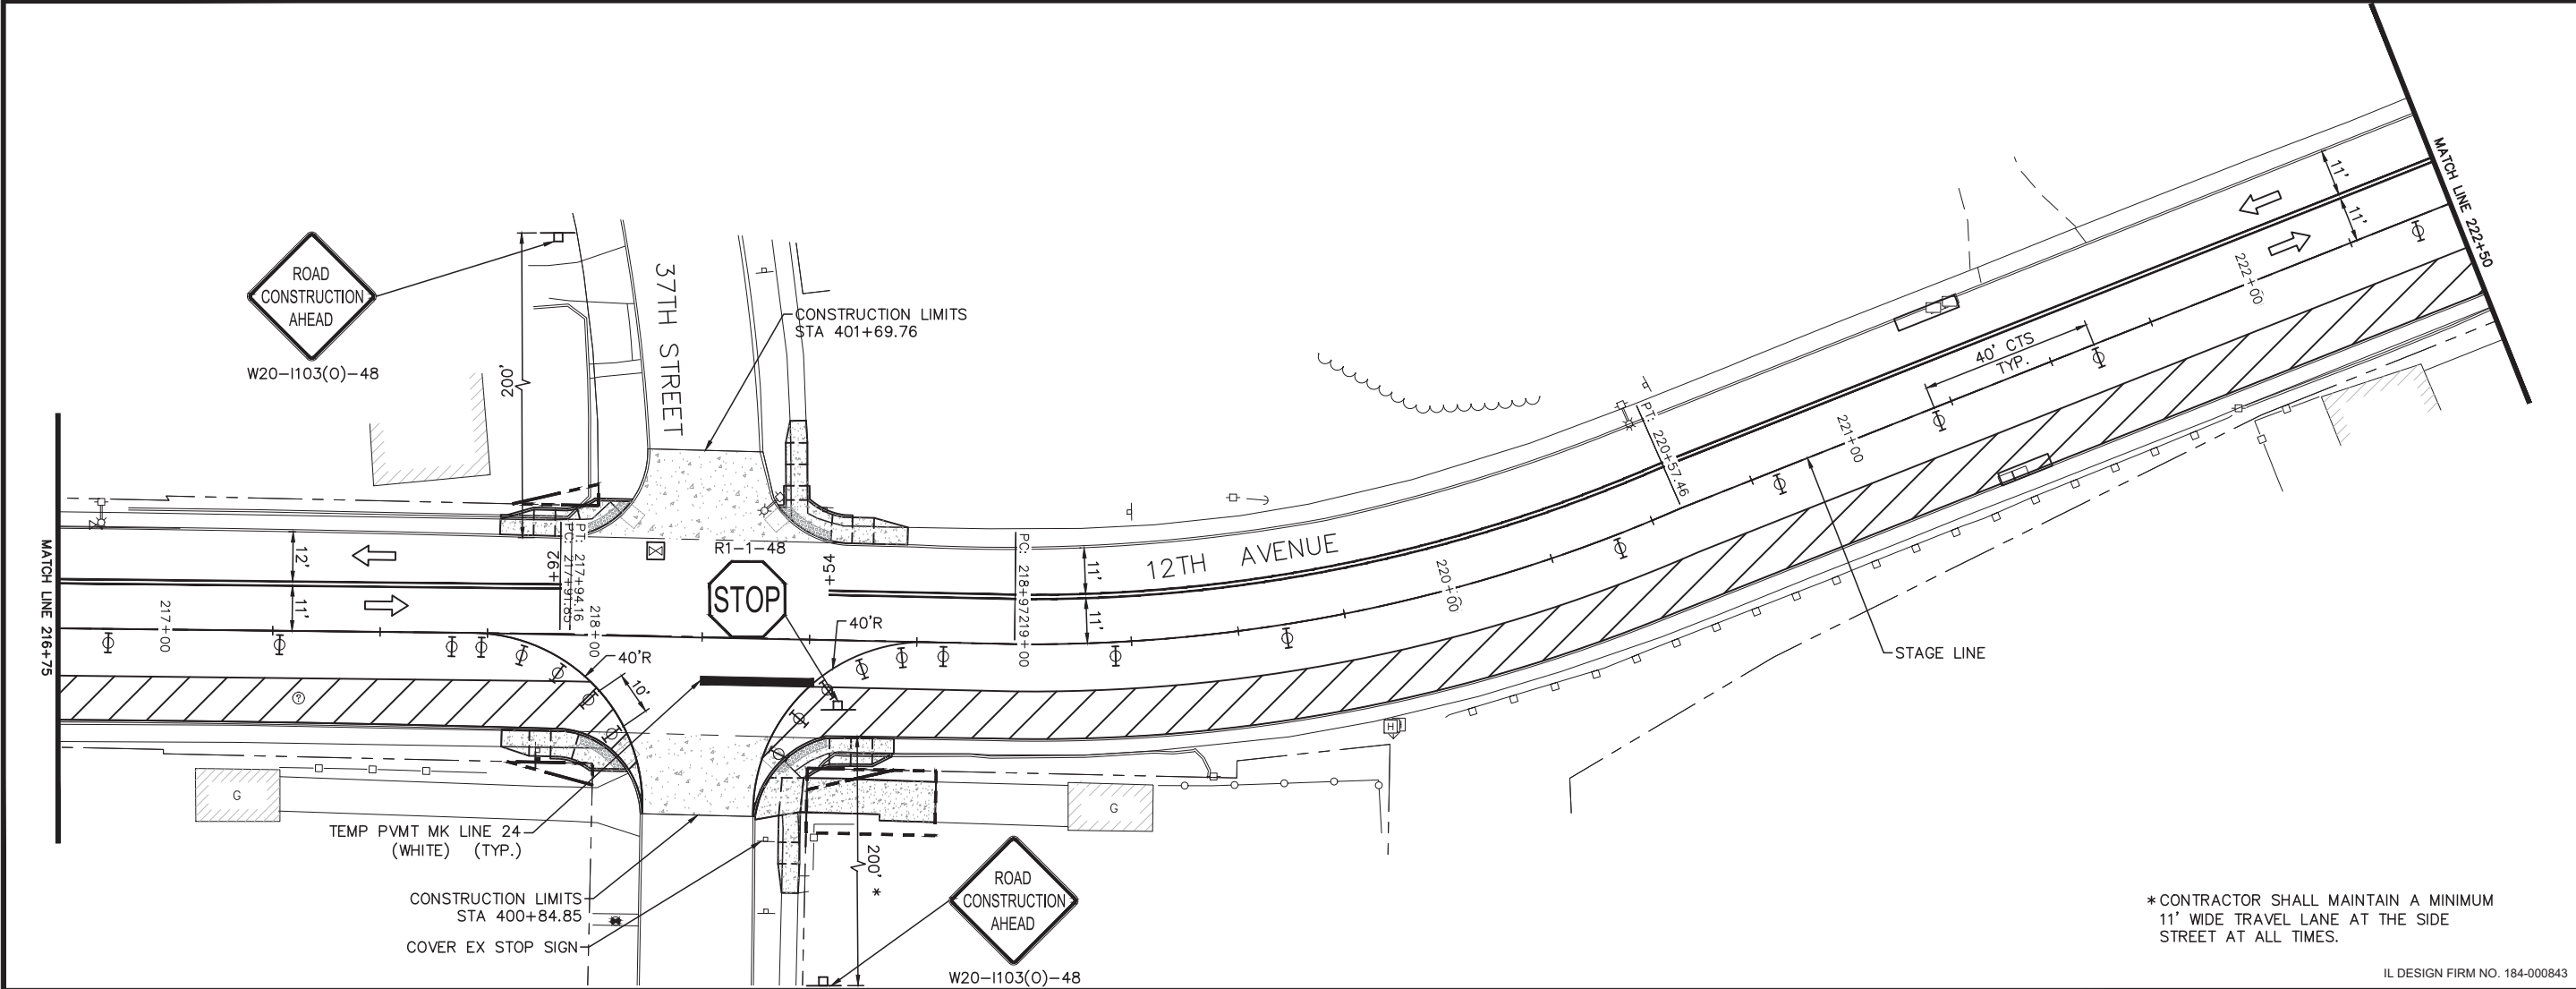 ROAD
CONSTRUCTION
AHEAD
W20-I103(O)-48
200'
37TH STREET
CONSTRUCTION LIMITS
STA 401+69.76
MATCH LINE 216+75
12'
11'
217+00
+92
PT: 217+94.16
PC: 217+91.85
218+00
R1-1-48
STOP
+54
40'R
40'R
10'
PC: 218+97
219+00
11'
11'
12TH AVENUE
220+00
PT: 220+57.46
221+00
40' CTS
TYP.
222+00
11'
11'
MATCH LINE 222+50
STAGE LINE
?
H
G
G
TEMP PVMT MK LINE 24
(WHITE) (TYP.)
CONSTRUCTION LIMITS
STA 400+84.85
COVER EX STOP SIGN
200' *
ROAD
CONSTRUCTION
AHEAD
W20-I103(O)-48
* CONTRACTOR SHALL MAINTAIN A MINIMUM
11' WIDE TRAVEL LANE AT THE SIDE
STREET AT ALL TIMES.
IL DESIGN FIRM NO. 184-000843